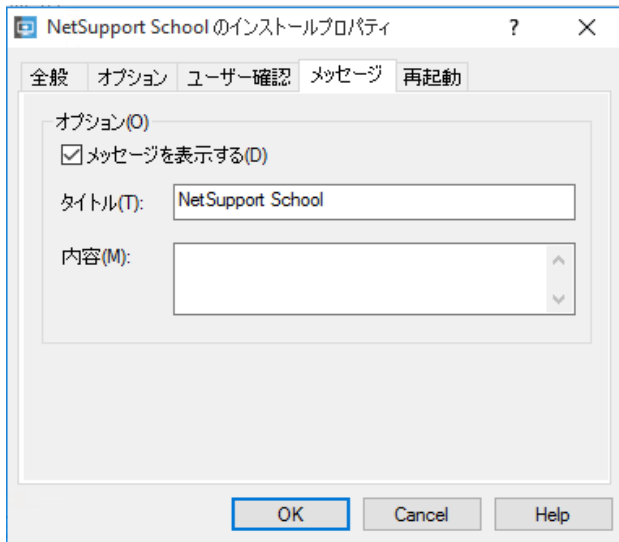 NetSupport School のインストールプロパティ ? ×
全般 オプション ユーザー確認 メッセージ 再起動
オプション(O)
メッセージを表示する(D)
タイトル(T): NetSupport School
内容(M):
OK Cancel Help